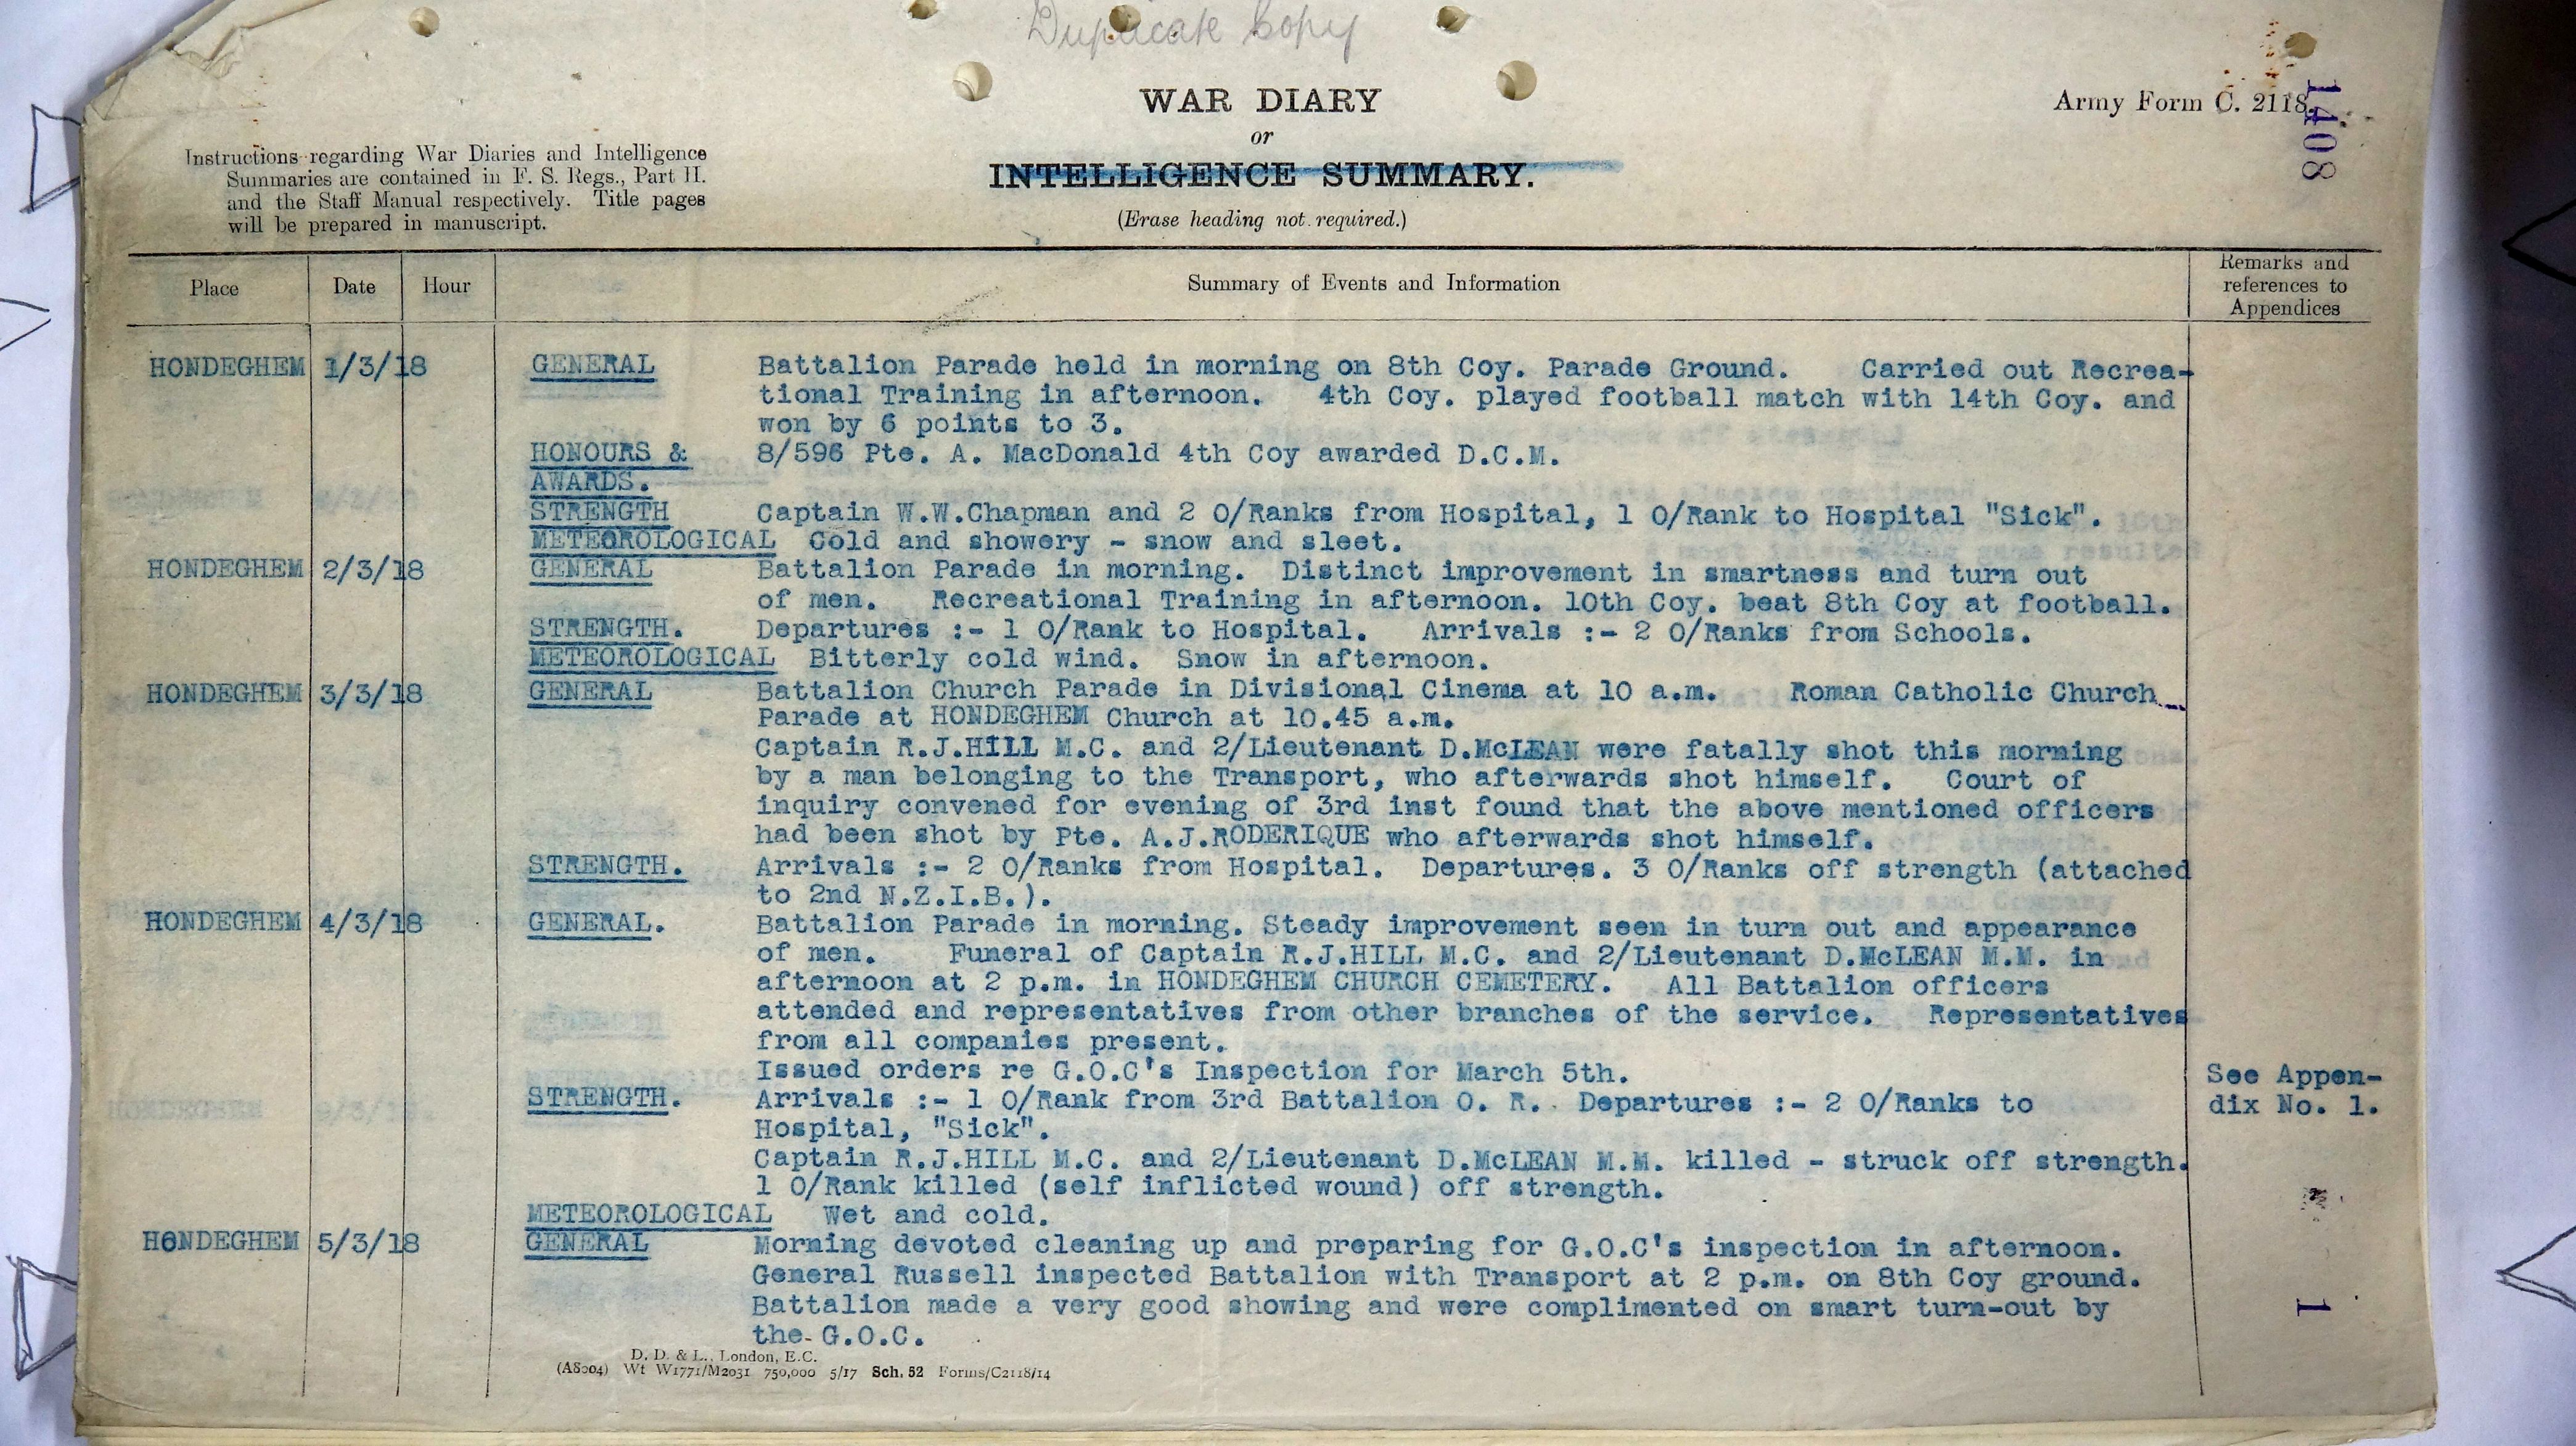 Duplicate Copy
WAR DIARY
or
INTELLIGENCE SUMMARY.
(Erase heading not required.)
Army Form C. 2118.
1408
Instructions regarding War Diaries and Intelligence
Summaries are contained in F. S. Regs., Part II.
and the Staff Manual respectively. Title pages
will be prepared in manuscript.
Place Date Hour Summary of Events and Information Remarks and
references to
Appendices
HONDEGHEM 1/3/18 GENERAL Battalion Parade held in morning on 8th Coy. Parade Ground. Carried out Recrea-
tional Training in afternoon. 4th Coy. played football match with 14th Coy. and
won by 6 points to 3.
HONOURS & 8/596 Pte. A. MacDonald 4th Coy awarded D.C.M.
AWARDS.
STRENGTH Captain W.W.Chapman and 2 O/Ranks from Hospital, 1 O/Rank to Hospital "Sick".
METEOROLOGICAL Cold and showery - snow and sleet.
HONDEGHEM 2/3/18 GENERAL Battalion Parade in morning. Distinct improvement in smartness and turn out
of men. Recreational Training in afternoon. 10th Coy. beat 8th Coy at football.
STRENGTH. Departures :- 1 O/Rank to Hospital. Arrivals :- 2 O/Ranks from Schools.
METEOROLOGICAL Bitterly cold wind. Snow in afternoon.
HONDEGHEM 3/3/18 GENERAL Battalion Church Parade in Divisional Cinema at 10 a.m. Roman Catholic Church
Parade at HONDEGHEM Church at 10.45 a.m.
Captain R.J.HILL M.C. and 2/Lieutenant D.McLEAN were fatally shot this morning
by a man belonging to the Transport, who afterwards shot himself. Court of
inquiry convened for evening of 3rd inst found that the above mentioned officers
had been shot by Pte. A.J.RODERIQUE who afterwards shot himself.
STRENGTH. Arrivals :- 2 O/Ranks from Hospital. Departures. 3 O/Ranks off strength (attached
to 2nd N.Z.I.B.).
HONDEGHEM 4/3/18 GENERAL. Battalion Parade in morning. Steady improvement seen in turn out and appearance
of men. Funeral of Captain R.J.HILL M.C. and 2/Lieutenant D.McLEAN M.M. in
afternoon at 2 p.m. in HONDEGHEM CHURCH CEMETERY. All Battalion officers
attended and representatives from other branches of the service. Representatives
from all companies present.
Issued orders re G.O.C's Inspection for March 5th. See Appen-
STRENGTH. Arrivals :- 1 O/Rank from 3rd Battalion O. R. Departures :- 2 O/Ranks to dix No. 1.
Hospital, "Sick".
Captain R.J.HILL M.C. and 2/Lieutenant D.McLEAN M.M. killed - struck off strength.
1 O/Rank killed (self inflicted wound) off strength.
METEOROLOGICAL Wet and cold.
HONDEGHEM 5/3/18 GENERAL Morning devoted cleaning up and preparing for G.O.C's inspection in afternoon.
General Russell inspected Battalion with Transport at 2 p.m. on 8th Coy ground.
Battalion made a very good showing and were complimented on smart turn-out by
the G.O.C.
1
D. D. & L., London, E.C.
(A8004) Wt W1771/M2031 750,000 5/17 Sch. 52 Forms/C2118/14